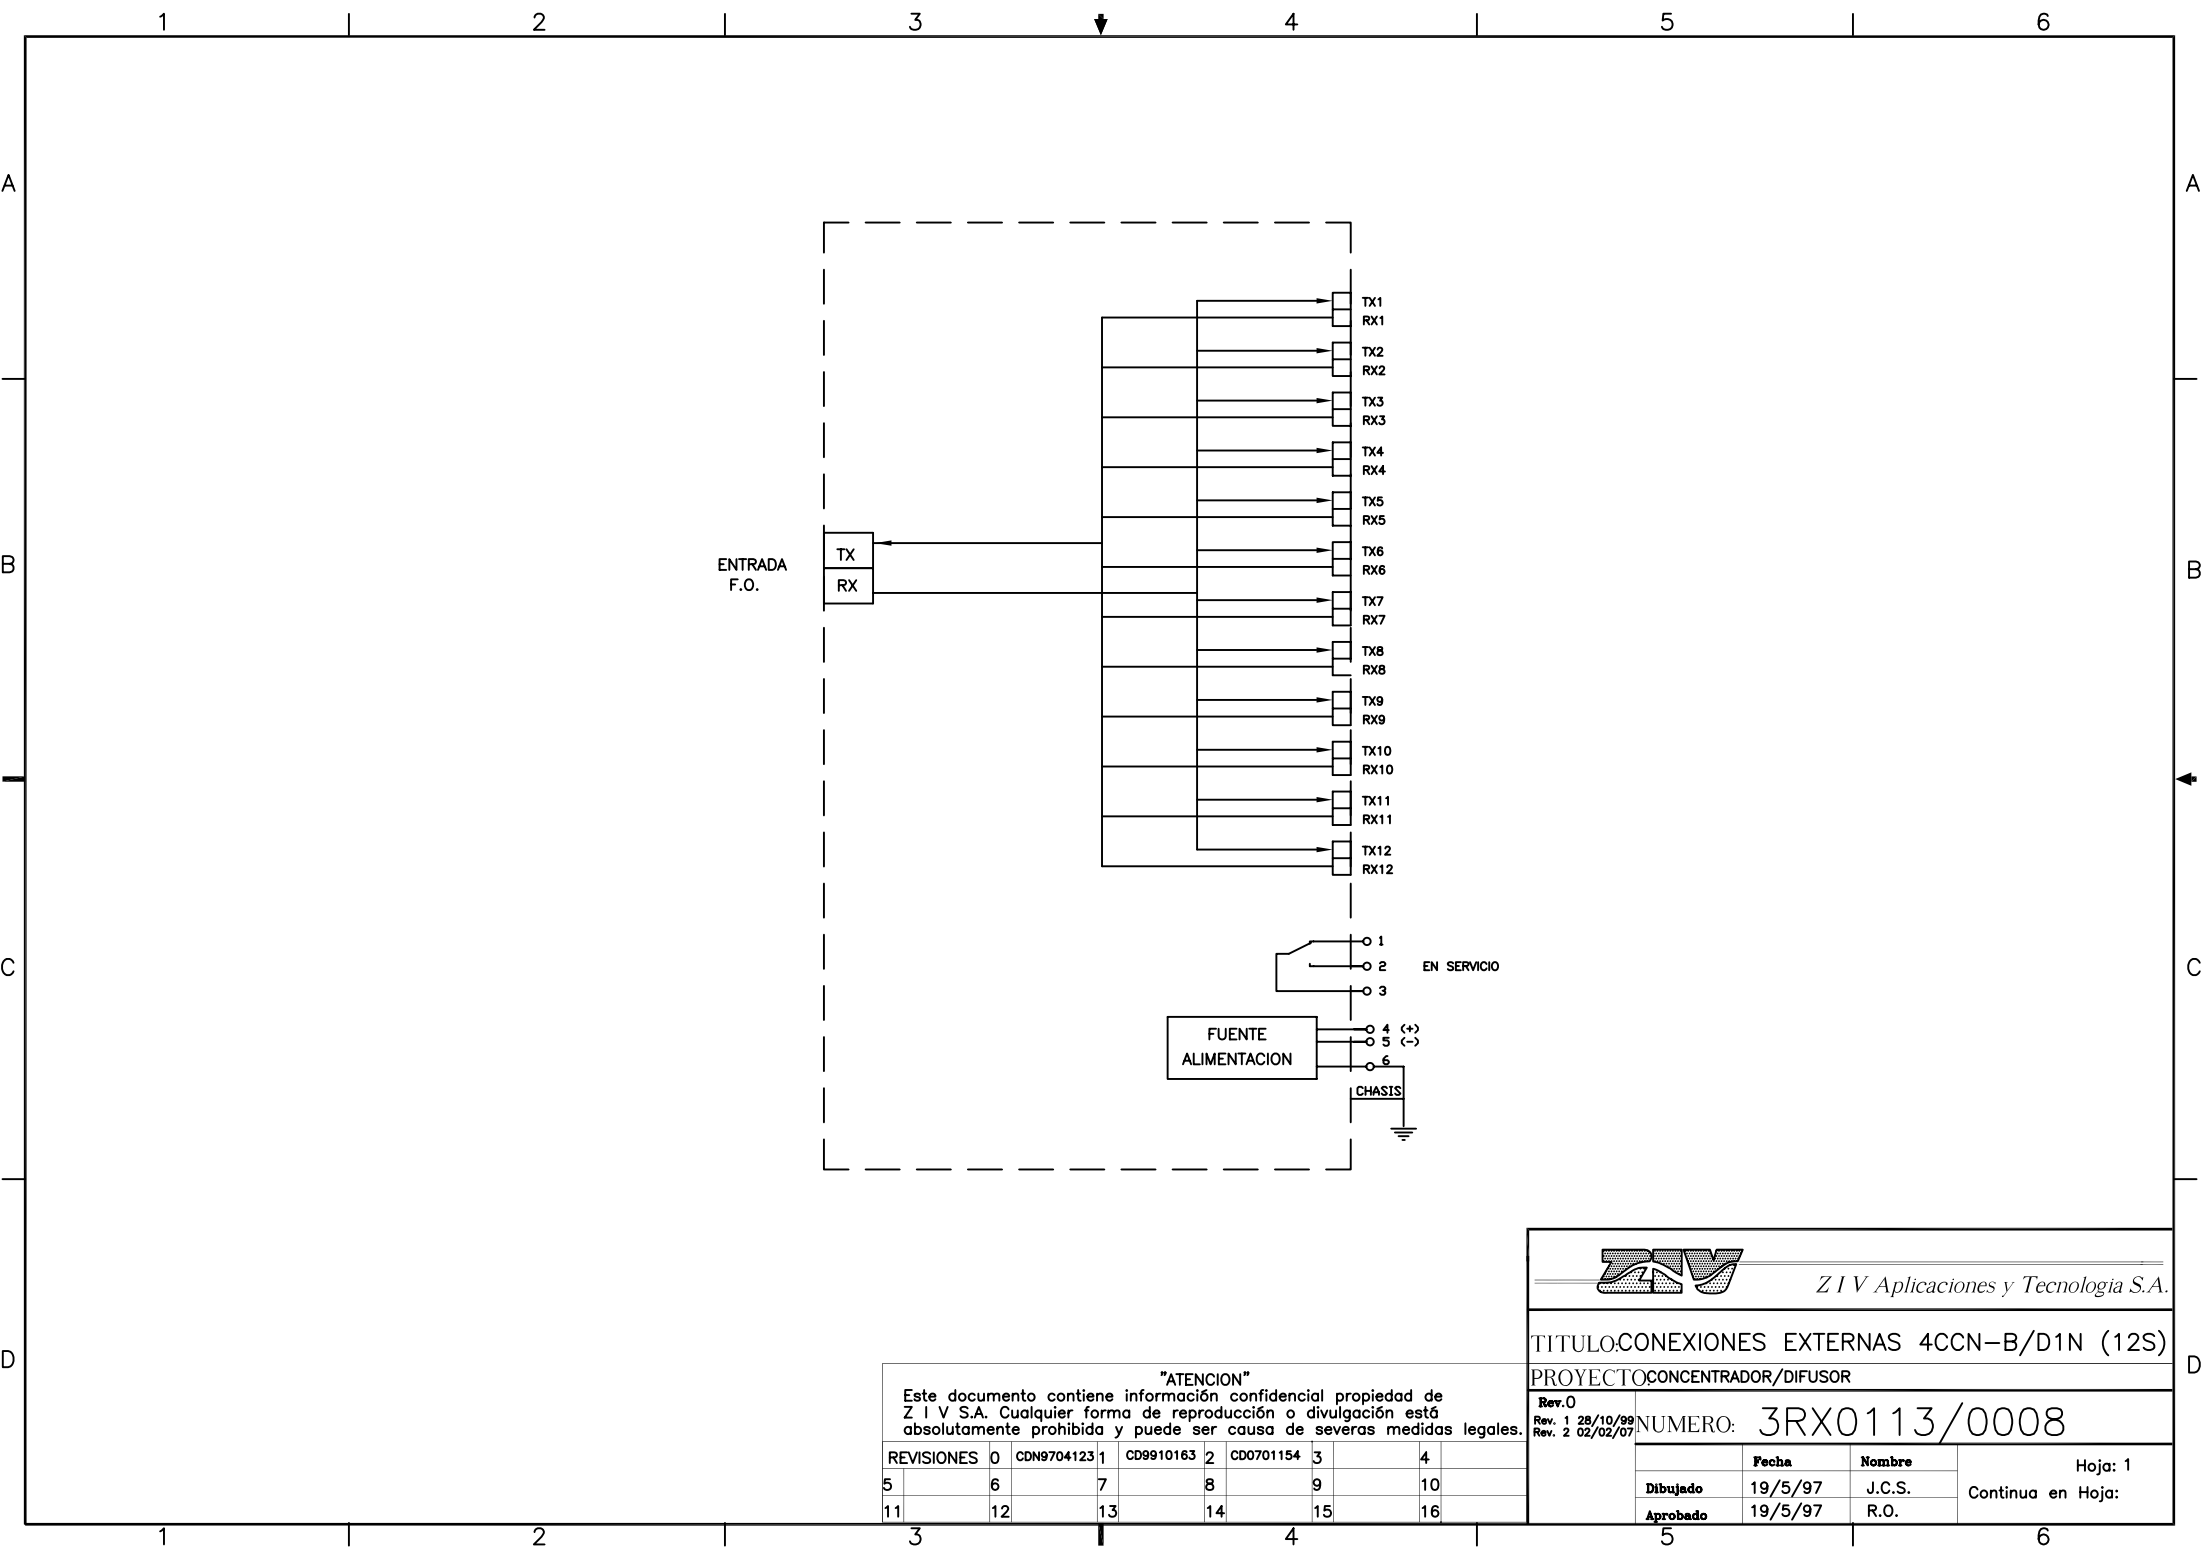 1 2 3 4 5 6
A A
TX1
RX1
TX2
RX2
TX3
RX3
TX4
RX4
TX5
RX5
TX6
RX6
TX7
RX7
TX8
RX8
TX9
RX9
TX10
RX10
TX11
RX11
TX12
RX12
B B
ENTRADA
F.O.
TX
RX
C C
1
2 EN SERVICIO
3
FUENTE
ALIMENTACION
4 (+)
5 (-)
6
CHASIS
D D
"ATENCION"
Este documento contiene información confidencial propiedad de
Z I V S.A. Cualquier forma de reproducción o divulgación está
absolutamente prohibida y puede ser causa de severas medidas legales.
REVISIONES 0 CDN9704123 1 CD9910163 2 CD0701154 3 4
5 6 7 8 9 10
11 12 13 14 15 16
ZIV
Z I V Aplicaciones y Tecnologia S.A.
TITULO:CONEXIONES EXTERNAS 4CCN-B/D1N (12S)
PROYECTO:CONCENTRADOR/DIFUSOR
Rev.0
Rev. 1 28/10/99
Rev. 2 02/02/07
NUMERO: 3RX0113/0008
Fecha Nombre
Dibujado 19/5/97 J.C.S.
Aprobado 19/5/97 R.O.
Hoja: 1
Continua en Hoja:
1 2 3 4 5 6